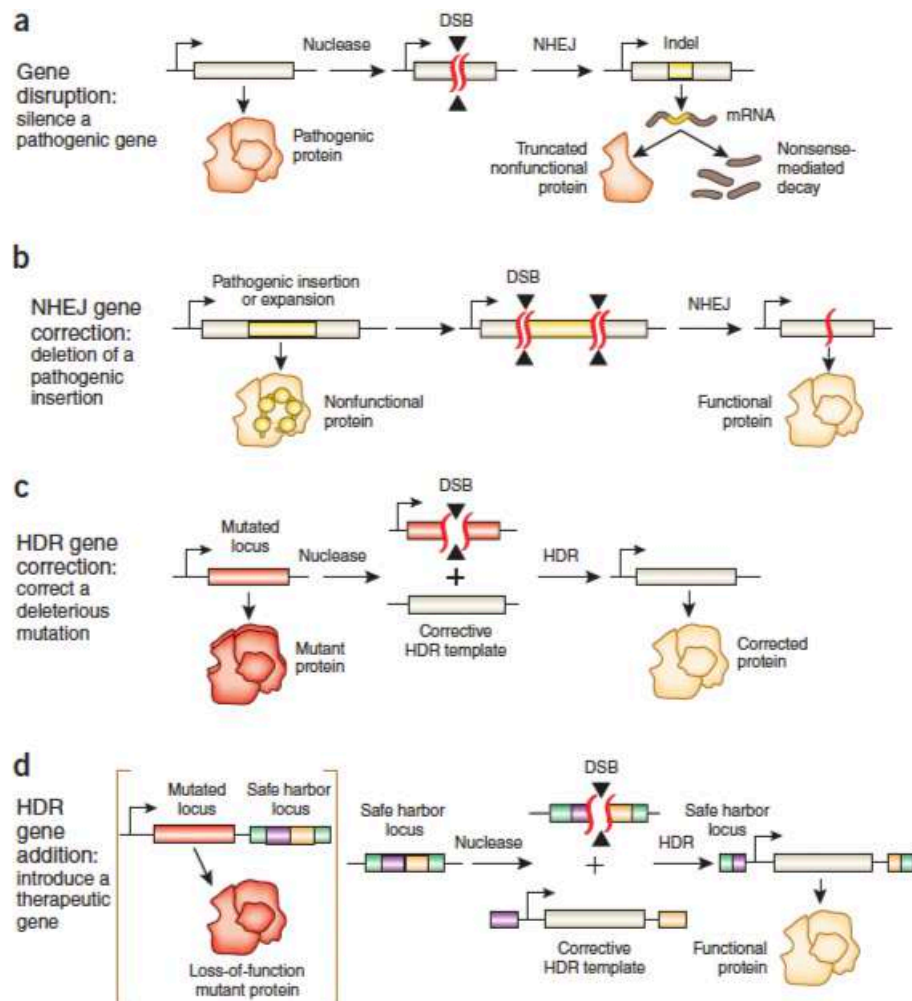 a
Gene
disruption:
silence a
pathogenic gene
Nuclease
DSB
NHEJ
Indel
Pathogenic
protein
mRNA
Truncated
nonfunctional
protein
Nonsense-
mediated
decay
b
NHEJ gene
correction:
deletion of a
pathogenic
insertion
Pathogenic insertion
or expansion
DSB
NHEJ
Nonfunctional
protein
Functional
protein
c
HDR gene
correction:
correct a
deleterious
mutation
Mutated
locus
Nuclease
DSB
+
HDR
Mutant
protein
Corrective
HDR template
Corrected
protein
d
HDR
gene
addition:
introduce a
therapeutic
gene
Mutated
locus
Safe harbor
locus
Loss-of-function
mutant protein
Safe harbor
locus
Nuclease
DSB
+
HDR
Safe harbor
locus
Corrective
HDR template
Functional
protein